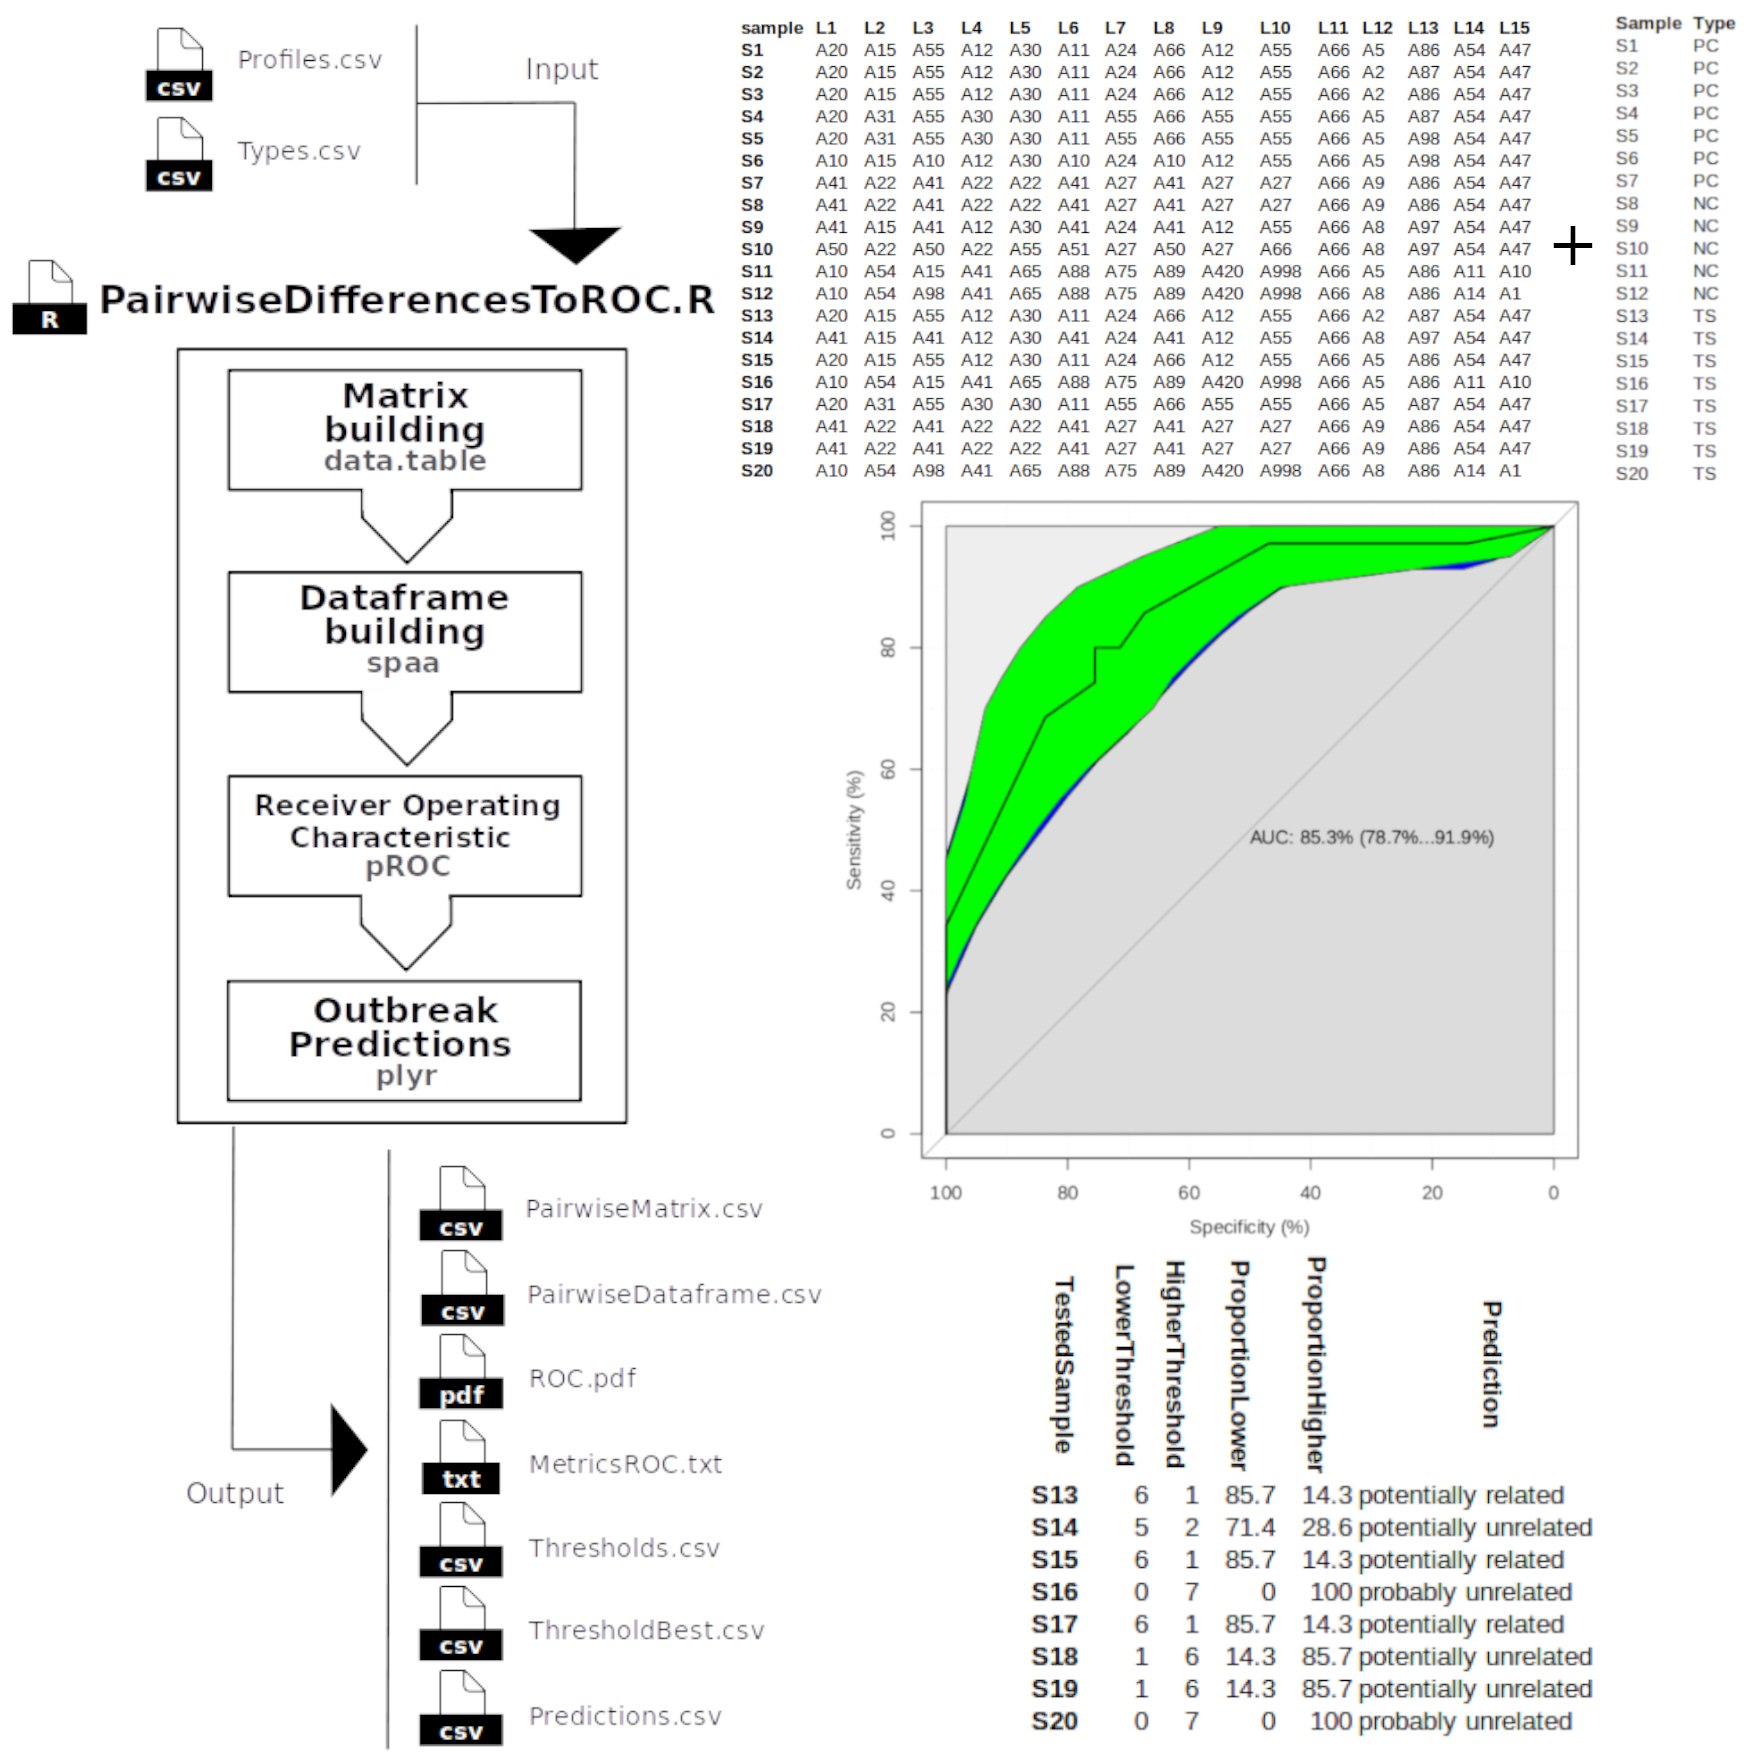 Profiles.csv
csv
Input
Types.csv
csv
PairwiseDifferencesToROC.R
R
Matrix
building
data.table
Dataframe
building
spaa
Receiver Operating
Characteristic
pROC
Outbreak
Predictions
plyr
Output
PairwiseMatrix.csv
csv
PairwiseDataframe.csv
csv
ROC.pdf
pdf
MetricsROC.txt
txt
Thresholds.csv
csv
ThresholdBest.csv
csv
Predictions.csv
csv
sample L1 L2 L3 L4 L5 L6 L7 L8 L9 L10 L11 L12 L13 L14 L15
S1 A20 A15 A55 A12 A30 A11 A24 A66 A12 A55 A66 A5 A86 A54 A47
S2 A20 A15 A55 A12 A30 A11 A24 A66 A12 A55 A66 A2 A87 A54 A47
S3 A20 A15 A55 A12 A30 A11 A24 A66 A12 A55 A66 A2 A86 A54 A47
S4 A20 A31 A55 A30 A30 A11 A55 A66 A55 A55 A66 A5 A87 A54 A47
S5 A20 A31 A55 A30 A30 A11 A55 A66 A55 A55 A66 A5 A98 A54 A47
S6 A10 A15 A10 A12 A30 A10 A24 A10 A12 A55 A66 A5 A98 A54 A47
S7 A41 A22 A41 A22 A22 A41 A27 A41 A27 A27 A66 A9 A86 A54 A47
S8 A41 A22 A41 A22 A22 A41 A27 A41 A27 A27 A66 A9 A86 A54 A47
S9 A41 A15 A41 A12 A30 A41 A24 A41 A12 A55 A66 A8 A97 A54 A47
S10 A50 A22 A50 A22 A55 A51 A27 A50 A27 A66 A66 A8 A97 A54 A47
S11 A10 A54 A15 A41 A65 A88 A75 A89 A420 A998 A66 A5 A86 A11 A10
S12 A10 A54 A98 A41 A65 A88 A75 A89 A420 A998 A66 A8 A86 A14 A1
S13 A20 A15 A55 A12 A30 A11 A24 A66 A12 A55 A66 A2 A87 A54 A47
S14 A41 A15 A41 A12 A30 A41 A24 A41 A12 A55 A66 A8 A97 A54 A47
S15 A20 A15 A55 A12 A30 A11 A24 A66 A12 A55 A66 A5 A86 A54 A47
S16 A10 A54 A15 A41 A65 A88 A75 A89 A420 A998 A66 A5 A86 A11 A10
S17 A20 A31 A55 A30 A30 A11 A55 A66 A55 A55 A66 A5 A87 A54 A47
S18 A41 A22 A41 A22 A22 A41 A27 A41 A27 A27 A66 A9 A86 A54 A47
S19 A41 A22 A41 A22 A22 A41 A27 A41 A27 A27 A66 A9 A86 A54 A47
S20 A10 A54 A98 A41 A65 A88 A75 A89 A420 A998 A66 A8 A86 A14 A1
+
Sample Type
S1 PC
S2 PC
S3 PC
S4 PC
S5 PC
S6 PC
S7 PC
S8 NC
S9 NC
S10 NC
S11 NC
S12 NC
S13 TS
S14 TS
S15 TS
S16 TS
S17 TS
S18 TS
S19 TS
S20 TS
Sensitivity (%)
100
80
60
40
20
0
AUC: 85.3% (78.7%...91.9%)
100 80 60 40 20 0
Specificity (%)
TestedSample LowerThreshold HigherThreshold ProportionLower ProportionHigher Prediction
S13 6 1 85.7 14.3 potentially related
S14 5 2 71.4 28.6 potentially unrelated
S15 6 1 85.7 14.3 potentially related
S16 0 7 0 100 probably unrelated
S17 6 1 85.7 14.3 potentially related
S18 1 6 14.3 85.7 potentially unrelated
S19 1 6 14.3 85.7 potentially unrelated
S20 0 7 0 100 probably unrelated